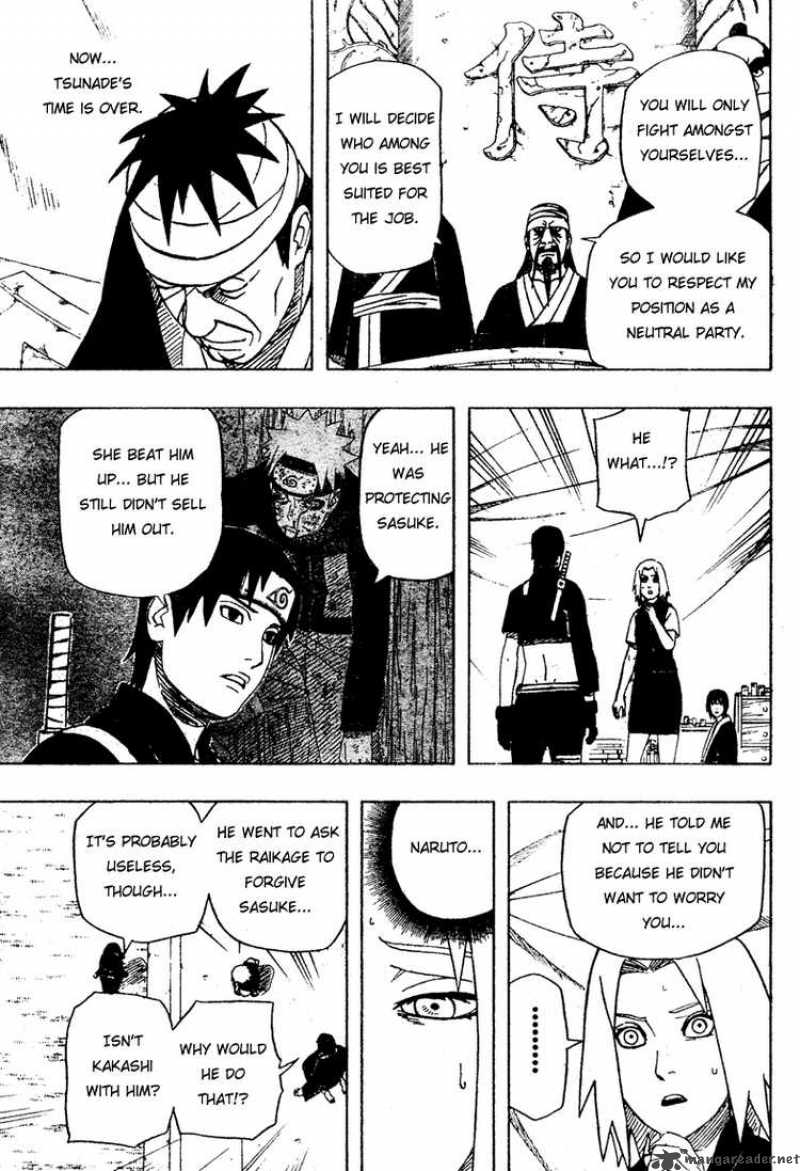 侍
YOU WILL ONLY
FIGHT AMONGST
YOURSELVES...
SO I WOULD LIKE
YOU TO RESPECT MY
POSITION AS A
NEUTRAL PARTY.
I WILL DECIDE
WHO AMONG
YOU IS BEST
SUITED FOR
THE JOB.
NOW...
TSUNADE'S
TIME IS OVER.
HE
WHAT...!?
YEAH... HE
WAS
PROTECTING
SASUKE.
SHE BEAT HIM
UP... BUT HE
STILL DIDN'T SELL
HIM OUT.
AND... HE TOLD ME
NOT TO TELL YOU
BECAUSE HE DIDN'T
WANT TO WORRY
YOU...
.........
NARUTO...
HE WENT TO ASK
THE RAIKAGE TO
FORGIVE
SASUKE...
IT'S PROBABLY
USELESS,
THOUGH...
WHY WOULD
HE DO
THAT!?
ISN'T
KAKASHI
WITH HIM?
mangareader.net